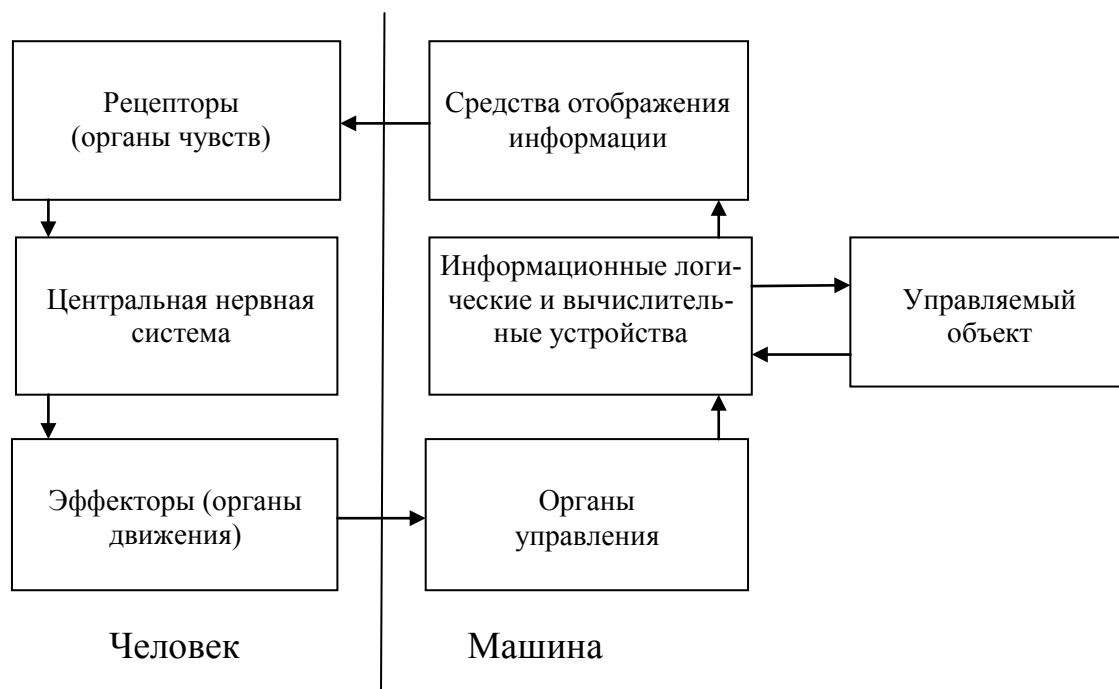 Рецепторы
(органы чувств)
Средства отображения
информации
Центральная нервная
система
Информационные логи-
ческие и вычислитель-
ные устройства
Управляемый
объект
Эффекторы (органы
движения)
Органы
управления
Человек
Машина